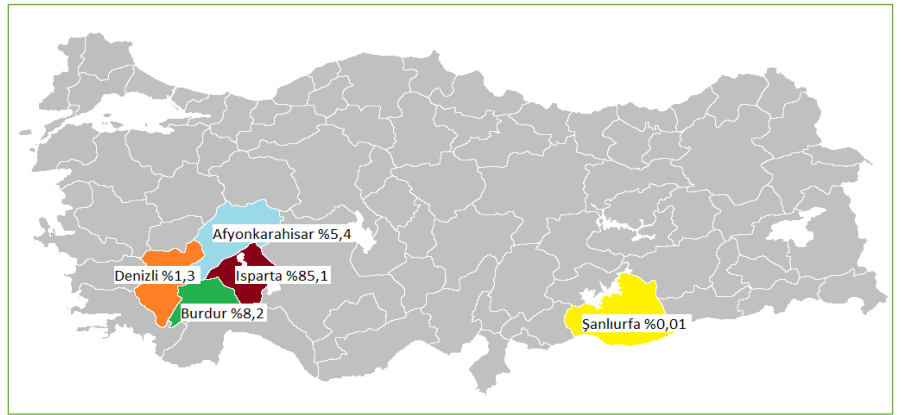 Afyonkarahisar %5,4
Denizli %1,3
Isparta %85,1
Burdur %8,2
Şanlıurfa %0,01